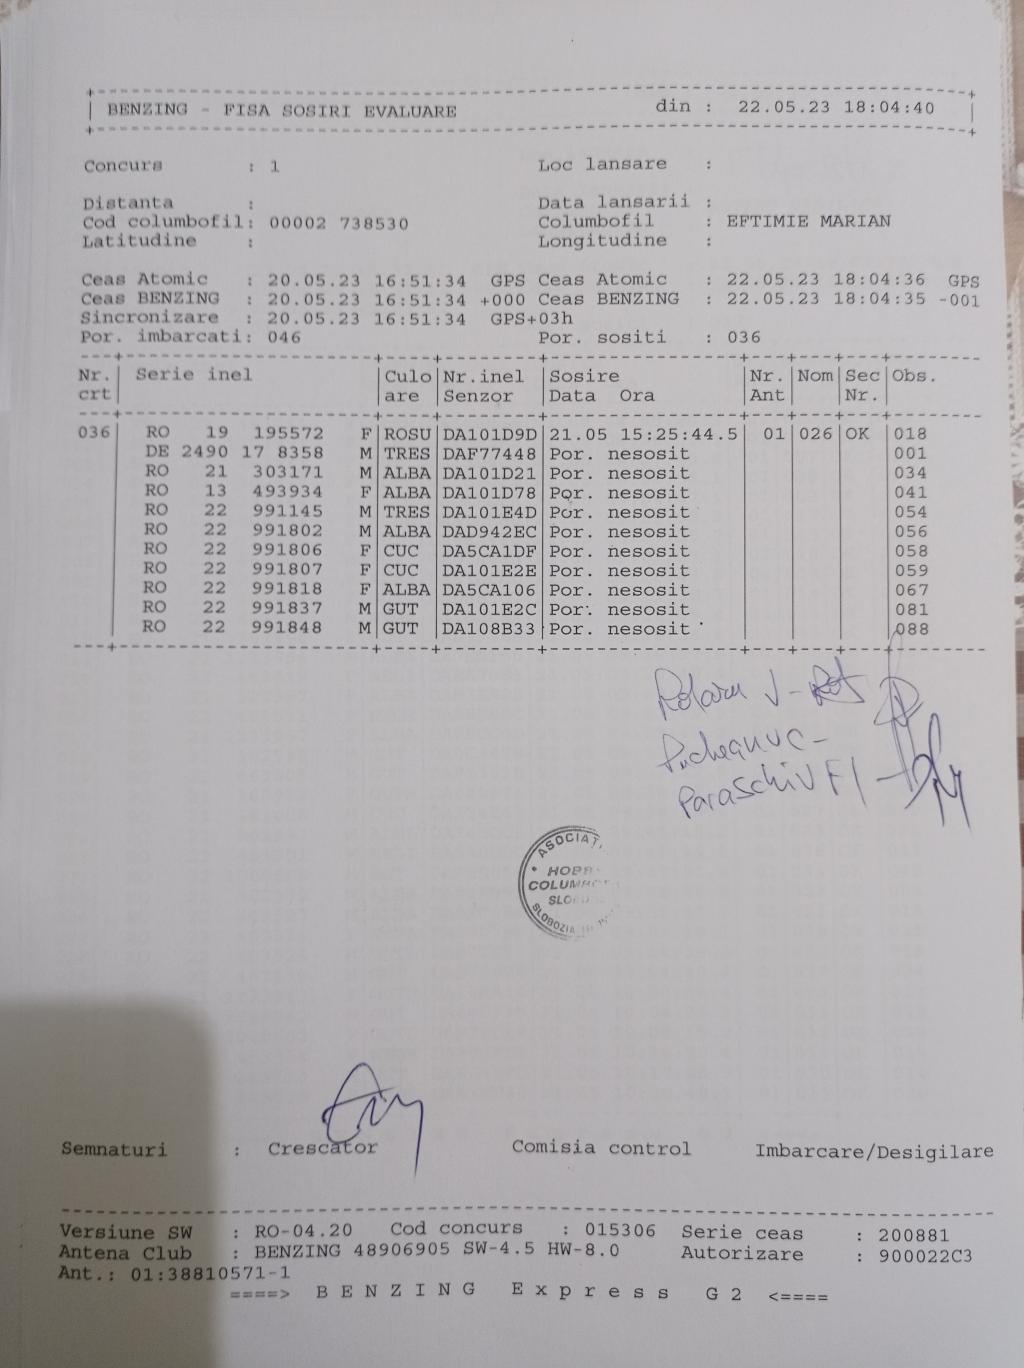 BENZING - FISA SOSIRI EVALUARE din : 22.05.23 18:04:40
Concurs : 1 Loc lansare :
Distanta : Data lansarii :
Cod columbofil: 00002 738530 Columbofil : EFTIMIE MARIAN
Latitudine : Longitudine :
Ceas Atomic : 20.05.23 16:51:34 GPS Ceas Atomic : 22.05.23 18:04:36 GPS
Ceas BENZING : 20.05.23 16:51:34 +000 Ceas BENZING : 22.05.23 18:04:35 -001
Sincronizare : 20.05.23 16:51:34 GPS+03h
Por. imbarcati: 046 Por. sositi : 036
Nr. Serie inel Culo Nr.inel Sosire Nr. Nom Sec Obs.
crt are Senzor Data Ora Ant Nr.
036 RO 19 195572 F ROSU DA101D9D 21.05 15:25:44.5 01 026 OK 018
DE 2490 17 8358 M TRES DAF77448 Por. nesosit 001
RO 21 303171 M ALBA DA101D21 Por. nesosit 034
RO 13 493934 F ALBA DA101D78 Por. nesosit 041
RO 22 991145 M TRES DA101E4D Por. nesosit 054
RO 22 991802 M ALBA DAD942EC Por. nesosit 056
RO 22 991806 F CUC DA5CA1DF Por. nesosit 058
RO 22 991807 F CUC DA101E2E Por. nesosit 059
RO 22 991818 F ALBA DA5CA106 Por. nesosit 067
RO 22 991837 M GUT DA101E2C Por. nesosit 081
RO 22 991848 M GUT DA108B33 Por. nesosit 088
Paraschiv Fl
SLOBOZIA
Semnaturi : Crescator Comisia control Imbarcare/Desigilare
Versiune SW : RO-04.20 Cod concurs : 015306 Serie ceas : 200881
Antena Club : BENZING 48906905 SW-4.5 HW-8.0 Autorizare : 900022C3
Ant.: 01:38810571-1
====> BENZING Express G2 <====